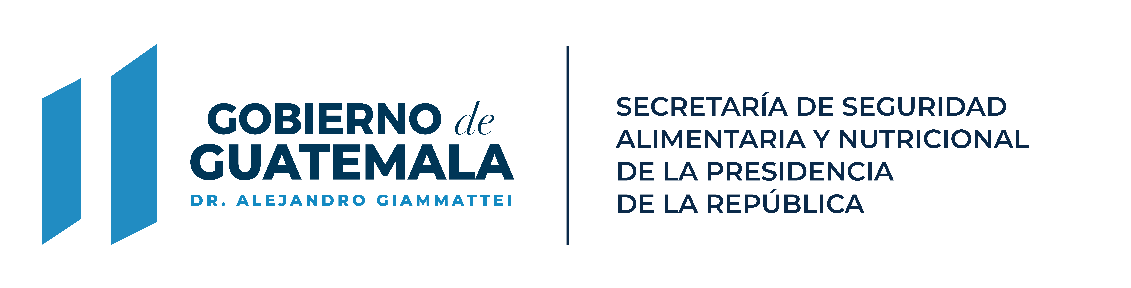 GOBIERNO de
GUATEMALA
DR. ALEJANDRO GIAMMATTEI
SECRETARÍA DE SEGURIDAD
ALIMENTARIA Y NUTRICIONAL
DE LA PRESIDENCIA
DE LA REPÚBLICA